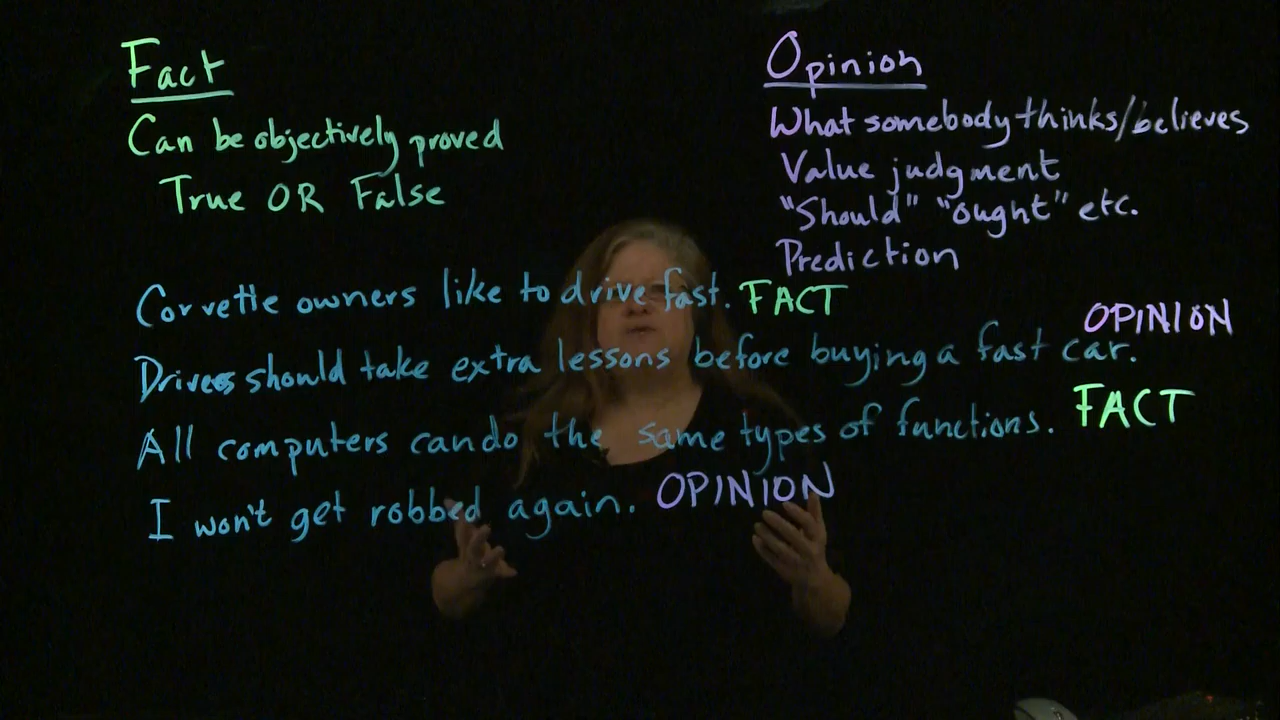 Fact
Can be objectively proved
True OR False
Opinion
What somebody thinks/believes
Value judgment
"Should" "ought" etc.
Prediction
Corvette owners like to drive fast. FACT
Drives should take extra lessons before buying a fast car. OPINION
All computers can do the same types of functions. FACT
I won't get robbed again. OPINION